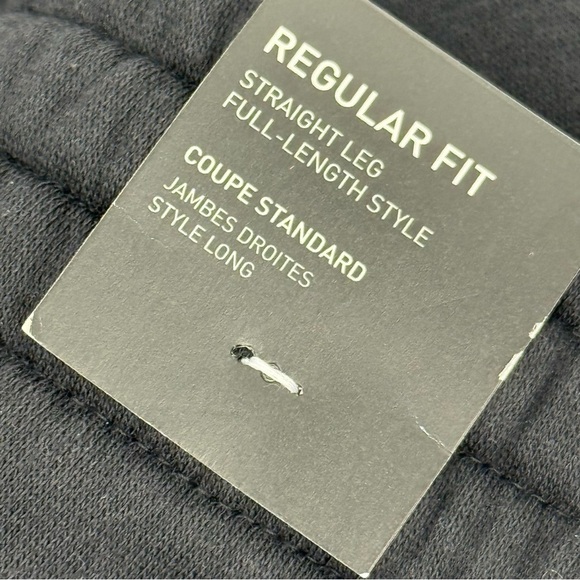 REGULAR FIT
STRAIGHT LEG
FULL-LENGTH STYLE
COUPE STANDARD
JAMBES DROITES
STYLE LONG